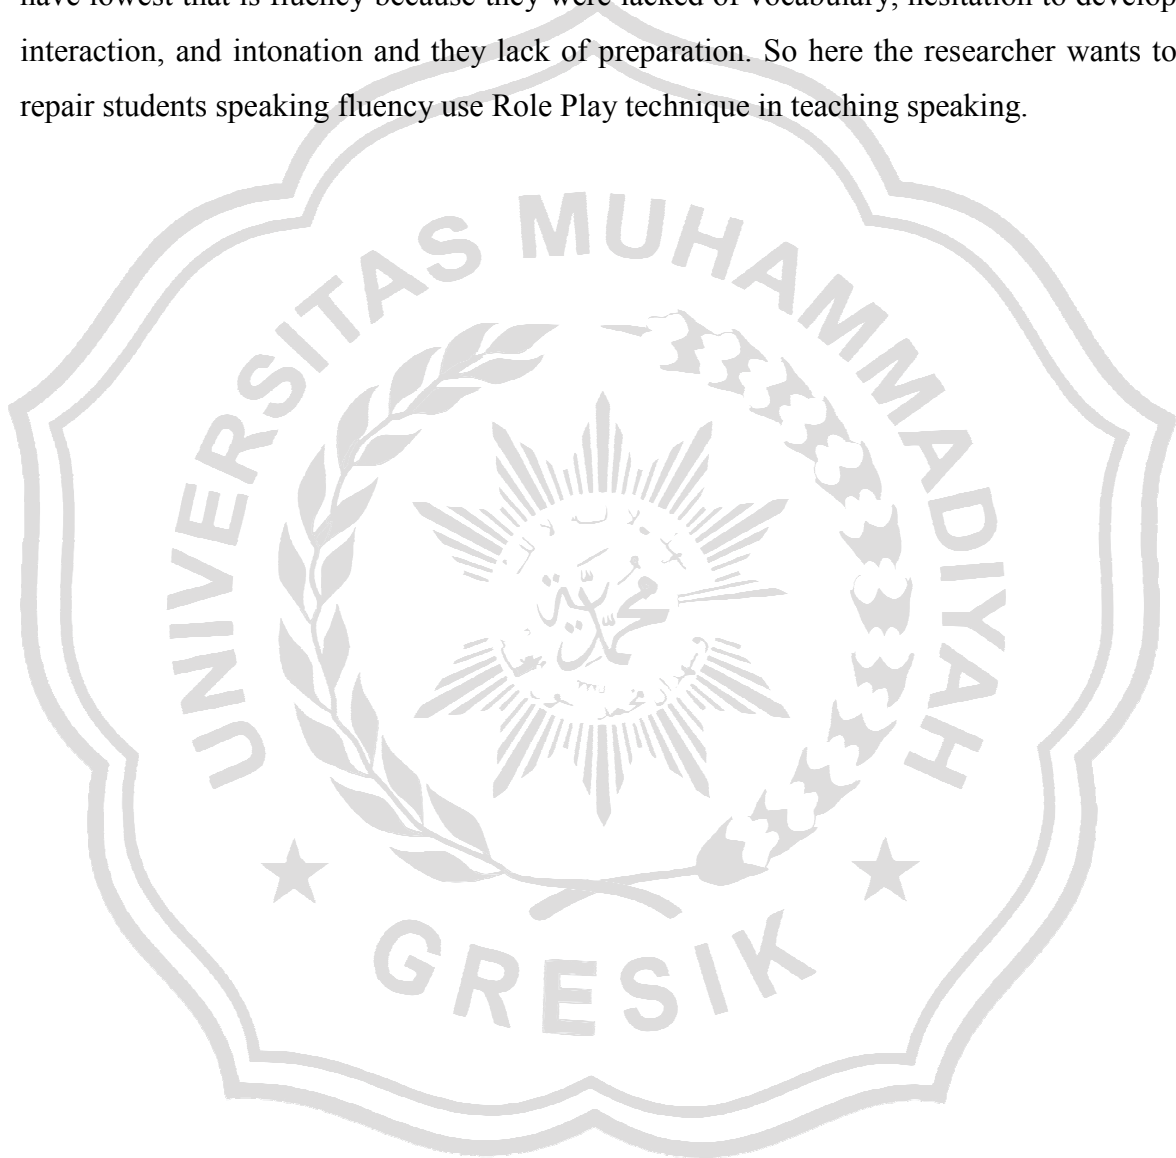 have lowest that is fluency because they were lacked of vocabulary, hesitation to develop
interaction, and intonation and they lack of preparation. So here the researcher wants to
repair students speaking fluency use Role Play technique in teaching speaking.
UNIVERSITAS MUHAMMADIYAH
محمد
GRESIK